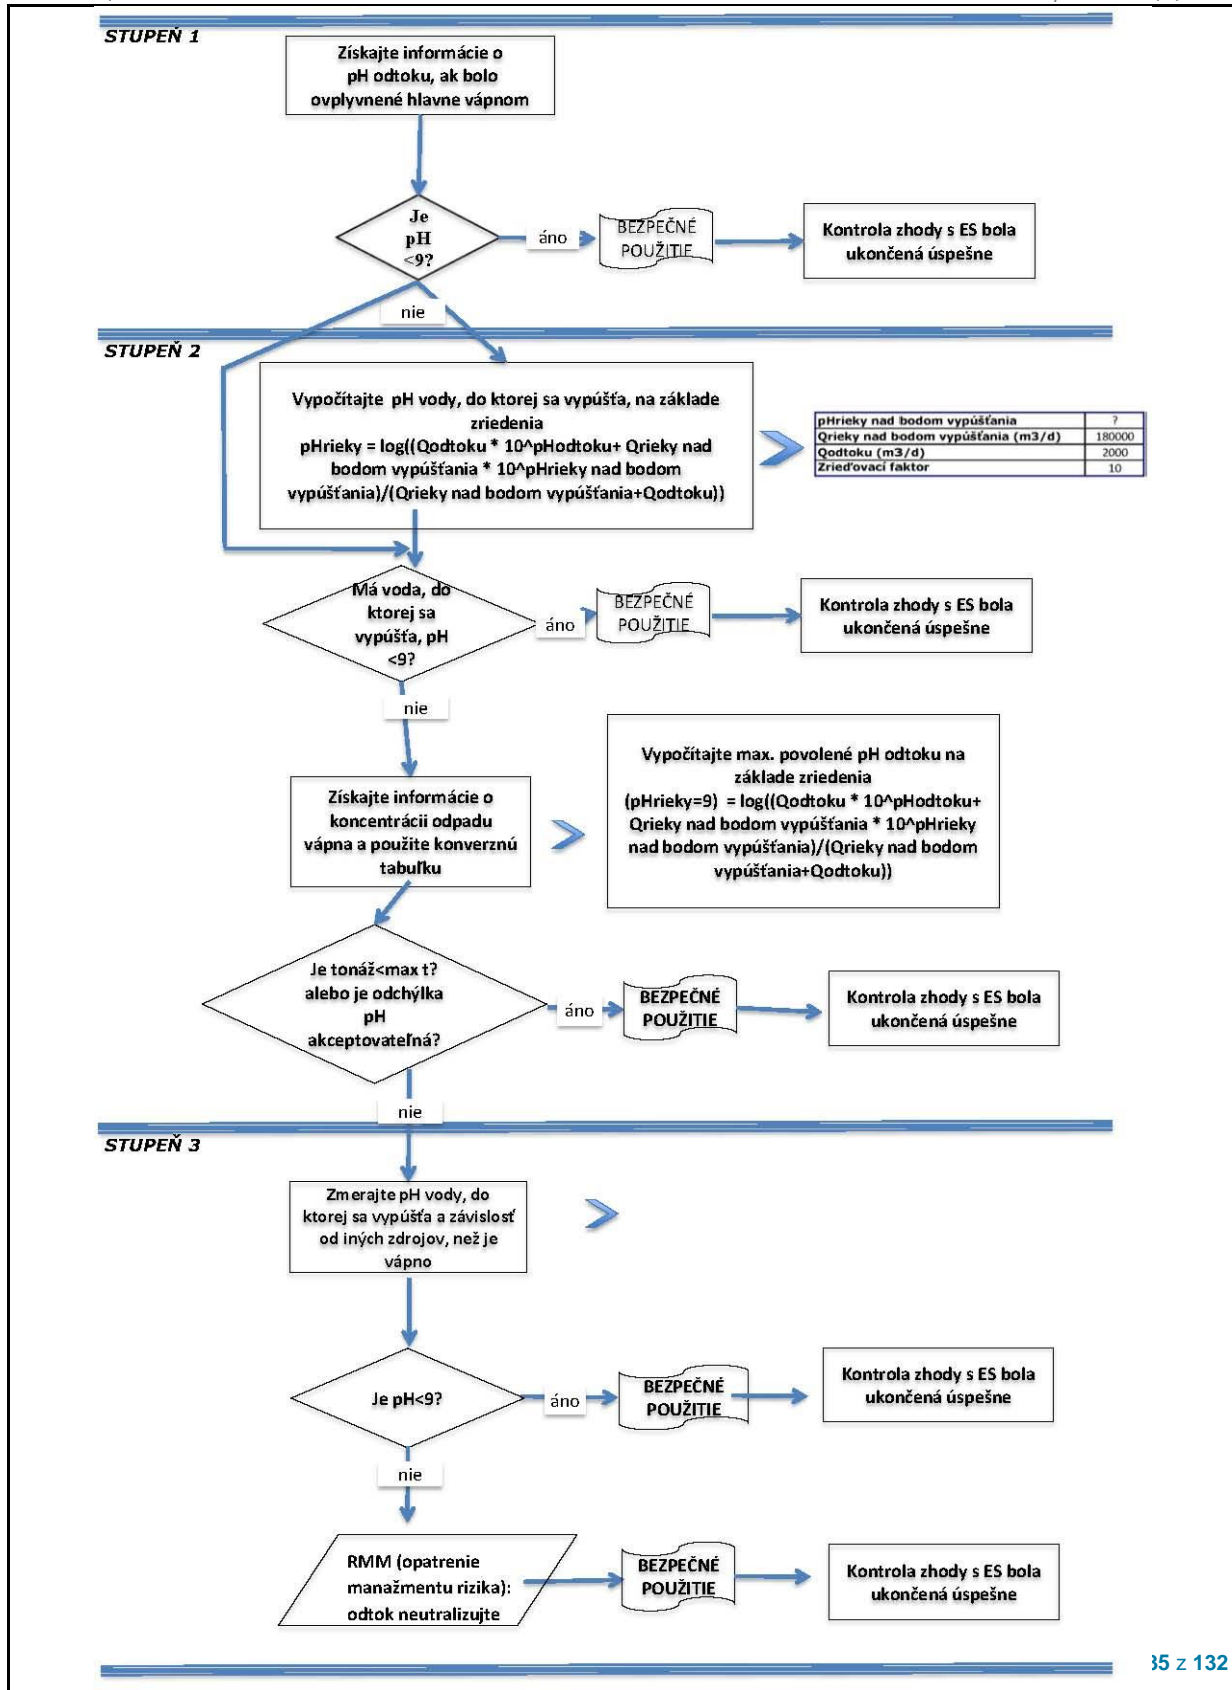 STUPEŇ 1
Získajte informácie o
pH odtoku, ak bolo
ovplyvnené hlavne vápnom
Je
pH
<9?
áno
BEZPEČNÉ
POUŽITIE
Kontrola zhody s ES bola
ukončená úspešne
nie
STUPEŇ 2
Vypočítajte pH vody, do ktorej sa vypúšťa, na základe
zriedenia
pHrieky = log((Qodtoku * 10^pHodtoku+ Qrieky nad
bodom vypúšťania * 10^pHrieky nad bodom
vypúšťania)/(Qrieky nad bodom vypúšťania+Qodtoku))
pHrieky nad bodom vypúšťania ?
Qrieky nad bodom vypúšťania (m3/d) 180000
Qodtoku (m3/d) 2000
Zrieďovací faktor 10
Má voda, do
ktorej sa
vypúšťa, pH
<9?
áno
BEZPEČNÉ
POUŽITIE
Kontrola zhody s ES bola
ukončená úspešne
nie
Získajte informácie o
koncentrácii odpadu
vápna a použite konverznú
tabuľku
Vypočítajte max. povolené pH odtoku na
základe zriedenia
(pHrieky=9) = log((Qodtoku * 10^pHodtoku+
Qrieky nad bodom vypúšťania * 10^pHrieky
nad bodom vypúšťania)/(Qrieky nad bodom
vypúšťania+Qodtoku))
Je tonáž<max t?
alebo je odchýlka
pH
akceptovateľná?
áno
BEZPEČNÉ
POUŽITIE
Kontrola zhody s ES bola
ukončená úspešne
nie
STUPEŇ 3
Zmerajte pH vody, do
ktorej sa vypúšťa a závislosť
od iných zdrojov, než je
vápno
Je pH<9?
áno
BEZPEČNÉ
POUŽITIE
Kontrola zhody s ES bola
ukončená úspešne
nie
RMM (opatrenie
manažmentu rizika):
odtok neutralizujte
BEZPEČNÉ
POUŽITIE
Kontrola zhody s ES bola
ukončená úspešne
35 z 132